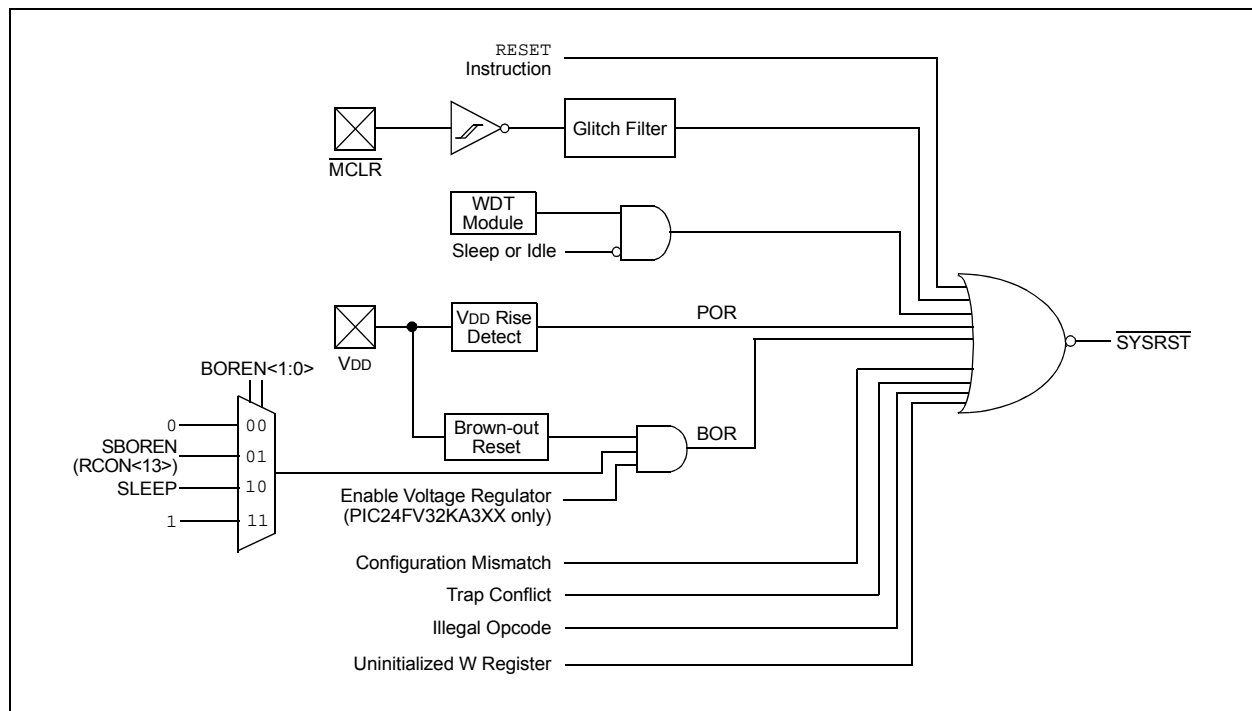 RESET
Instruction
MCLR
Glitch Filter
WDT
Module
Sleep or Idle
VDD
VDD Rise
Detect
POR
SYSRST
BOREN<1:0>
0
00
SBOREN
(RCON<13>)
01
SLEEP
10
1
11
Brown-out
Reset
BOR
Enable Voltage Regulator
(PIC24FV32KA3XX only)
Configuration Mismatch
Trap Conflict
Illegal Opcode
Uninitialized W Register